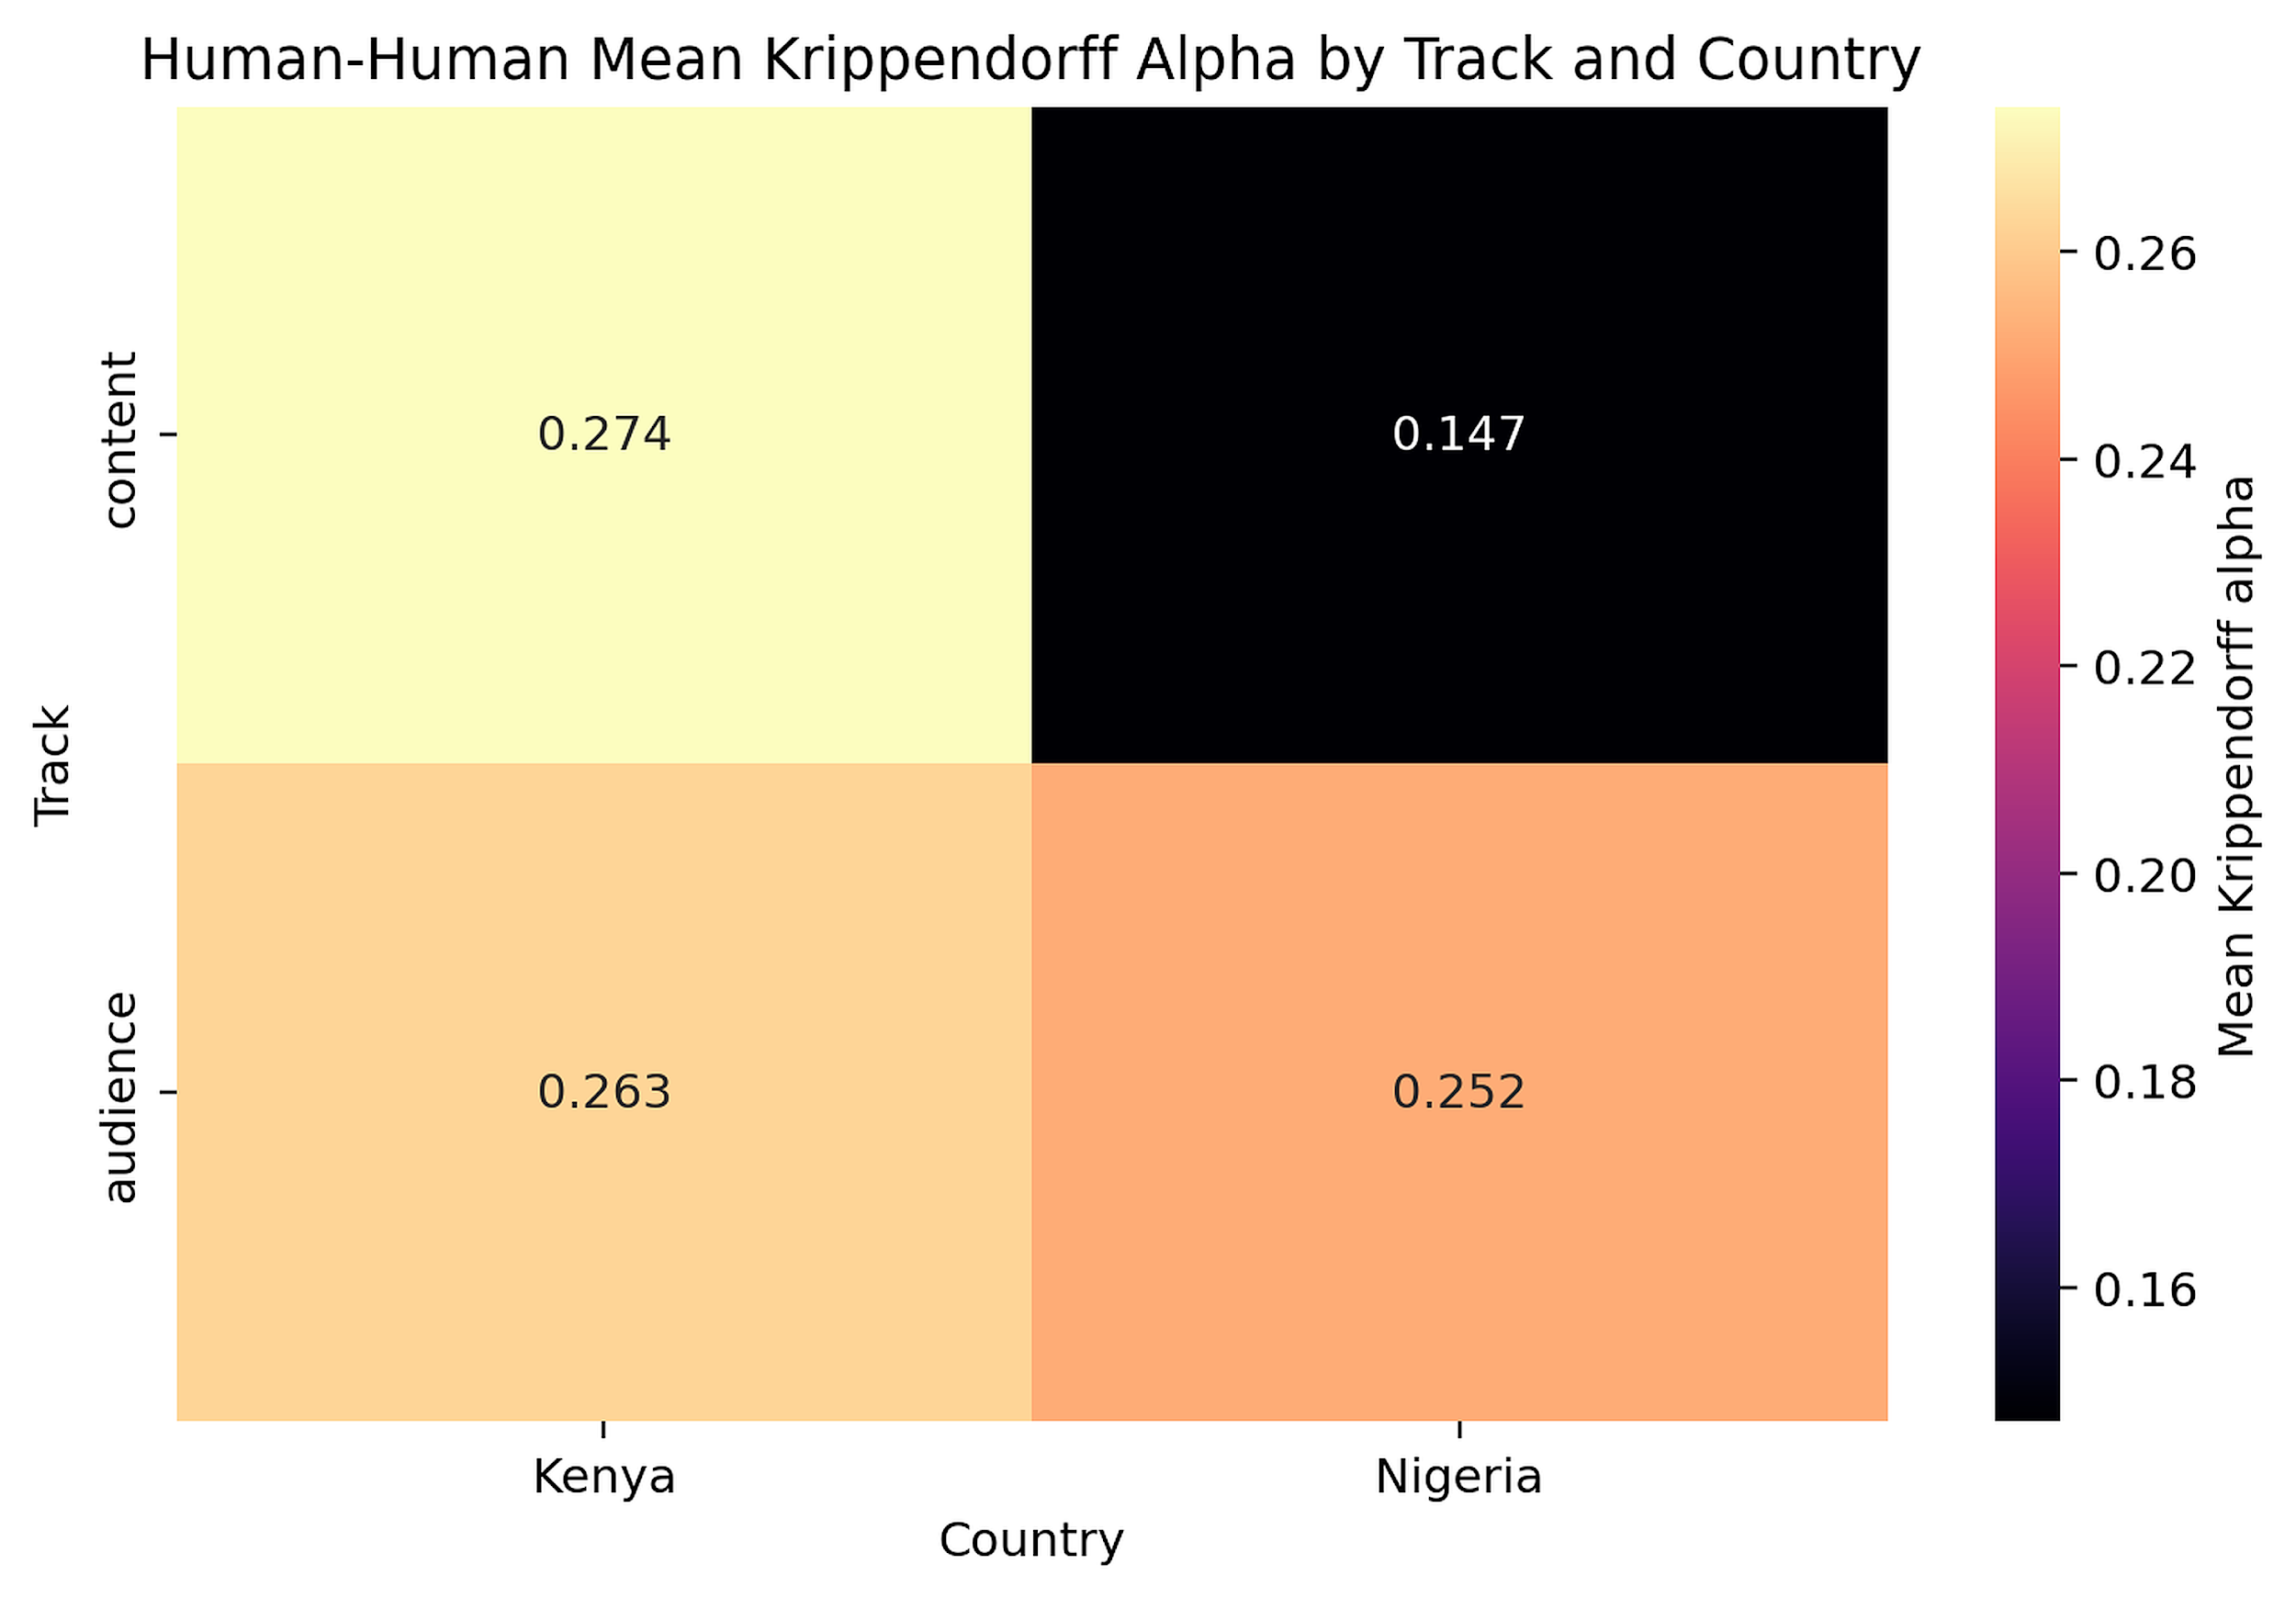 Human-Human Mean Krippendorff Alpha by Track and Country
content
0.274
0.147
Track
audience
0.263
0.252
Kenya
Nigeria
Country
0.26
0.24
0.22
0.20
0.18
0.16
Mean Krippendorff alpha